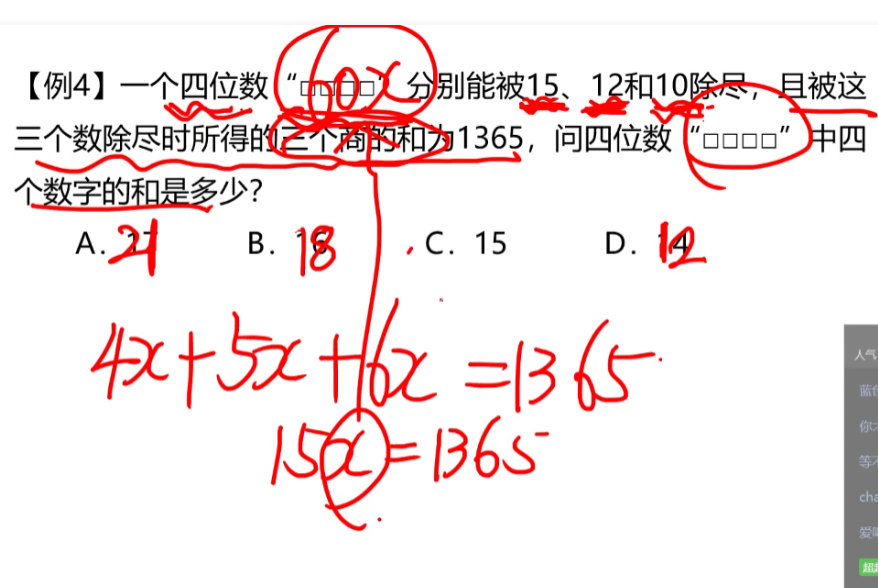 【例4】一个四位数“□□□□”分别能被15、12和10除尽，且被这
60x
三个数除尽时所得的三个商的和为1365，问四位数“□□□□”中四
个数字的和是多少？
A. 17 B. 16 C. 15 D. 14
21 18 12
4x+5x+6x=1365
15x=1365
人气
蓝
你
等
cha
爱
超